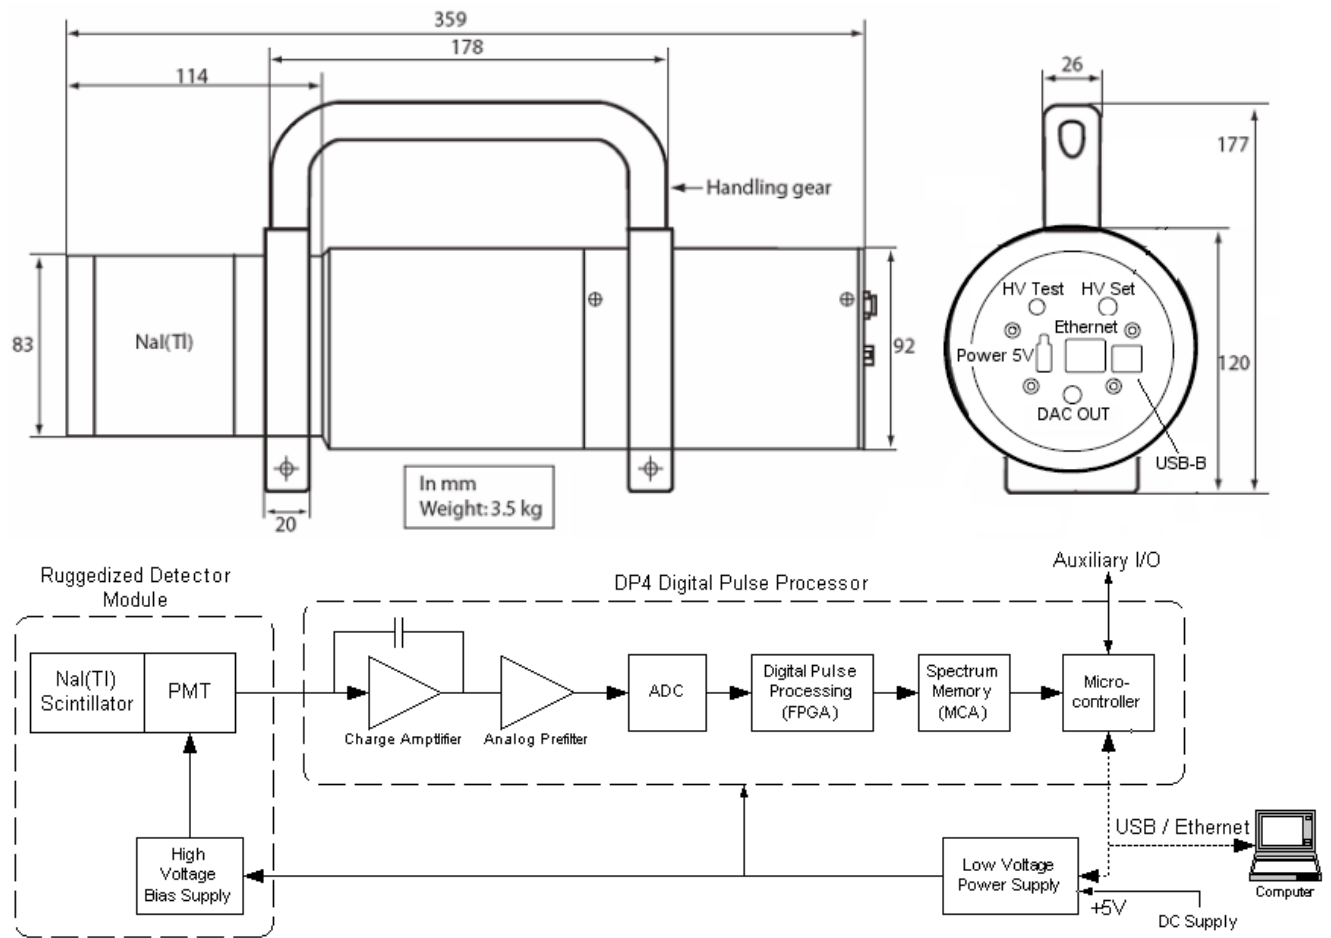 359
178
114
26
177
Handling gear
HV Test HV Set
Ethernet
Power 5V
83
NaI(Tl)
92
120
DAC OUT
USB-B
In mm
Weight: 3.5 kg
20
Ruggedized Detector
Module
DP4 Digital Pulse Processor
Auxiliary I/O
NaI(Tl)
Scintillator
PMT
ADC
Digital Pulse
Processing
(FPGA)
Spectrum
Memory
(MCA)
Micro-
controller
Charge Amptifier
Analog Prefilter
USB / Ethernet
High
Voltage
Bias Supply
Low Voltage
Power Supply
+5V
DC Supply
Computer